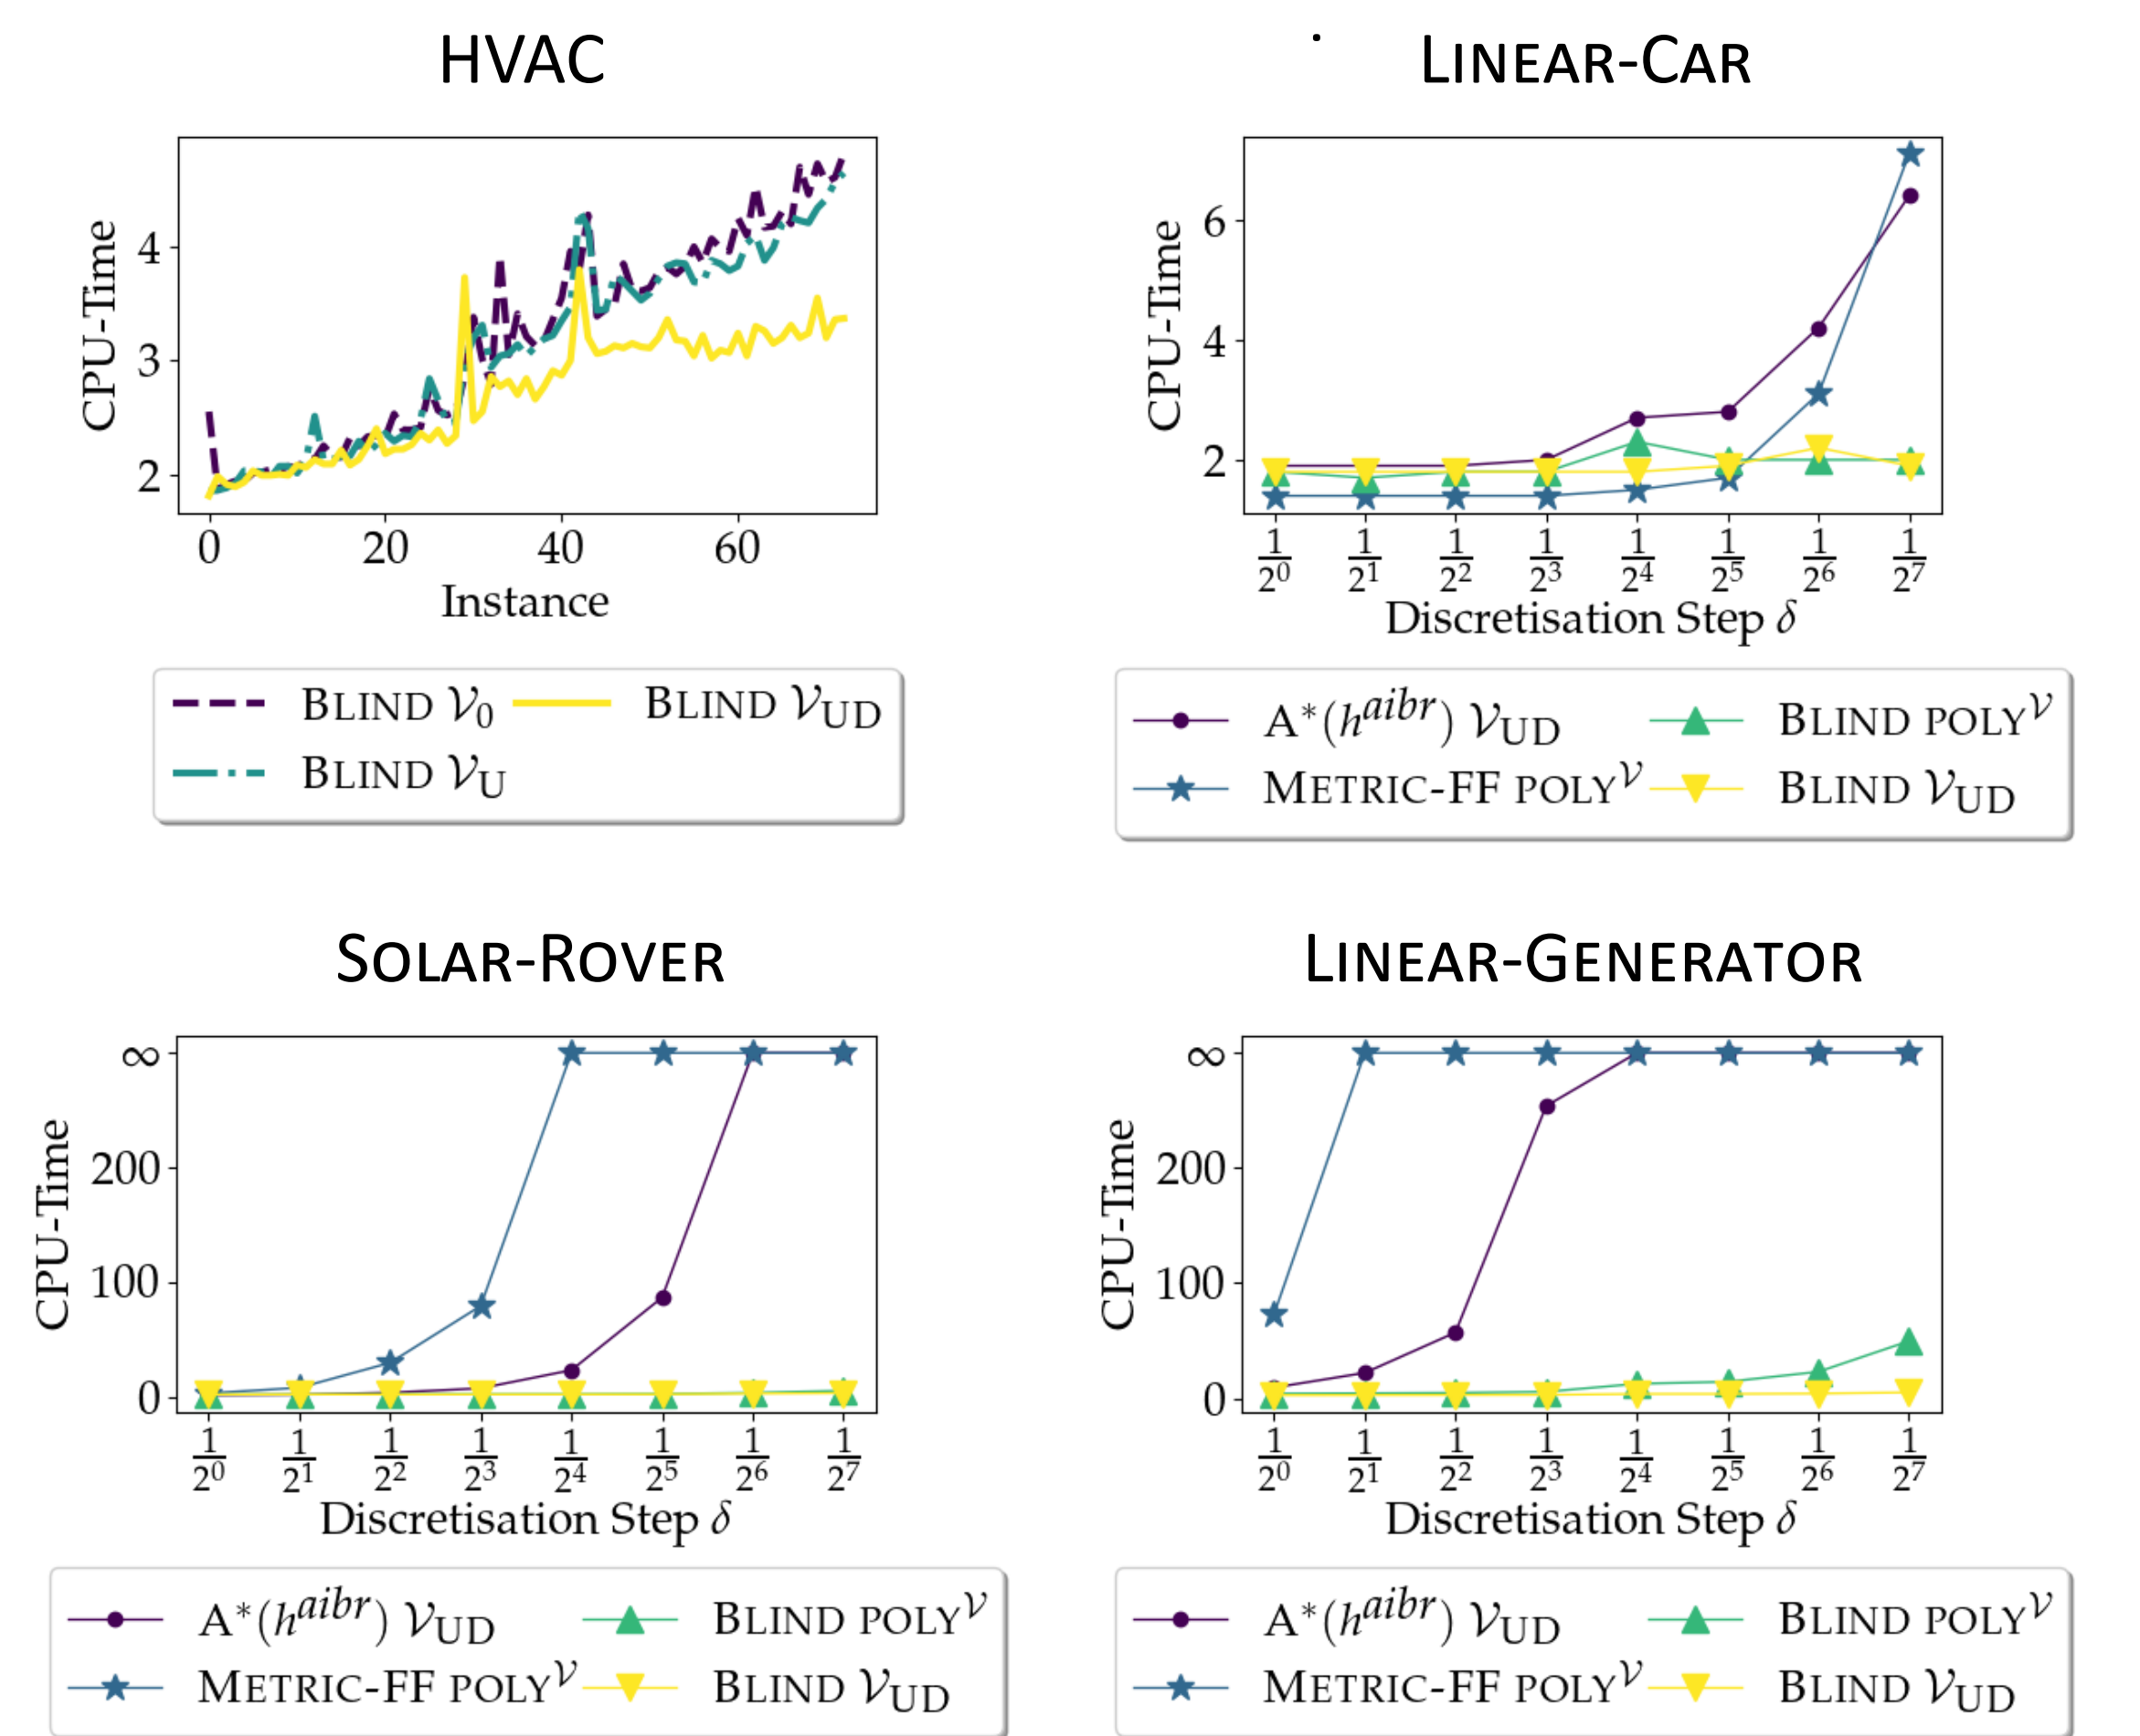 HVAC
CPU-Time
4
3
2
0 20 40 60
Instance
BLIND 𝒱0 BLIND 𝒱UD
BLIND 𝒱U
LINEAR-CAR
CPU-Time
6
4
2
1/2^0 1/2^1 1/2^2 1/2^3 1/2^4 1/2^5 1/2^6 1/2^7
Discretisation Step δ
A*(h^aibr) 𝒱UD BLIND POLY^𝒱
METRIC-FF POLY^𝒱 BLIND 𝒱UD
SOLAR-ROVER
CPU-Time
∞
200
100
0
1/2^0 1/2^1 1/2^2 1/2^3 1/2^4 1/2^5 1/2^6 1/2^7
Discretisation Step δ
A*(h^aibr) 𝒱UD BLIND POLY^𝒱
METRIC-FF POLY^𝒱 BLIND 𝒱UD
LINEAR-GENERATOR
CPU-Time
∞
200
100
0
1/2^0 1/2^1 1/2^2 1/2^3 1/2^4 1/2^5 1/2^6 1/2^7
Discretisation Step δ
A*(h^aibr) 𝒱UD BLIND POLY^𝒱
METRIC-FF POLY^𝒱 BLIND 𝒱UD